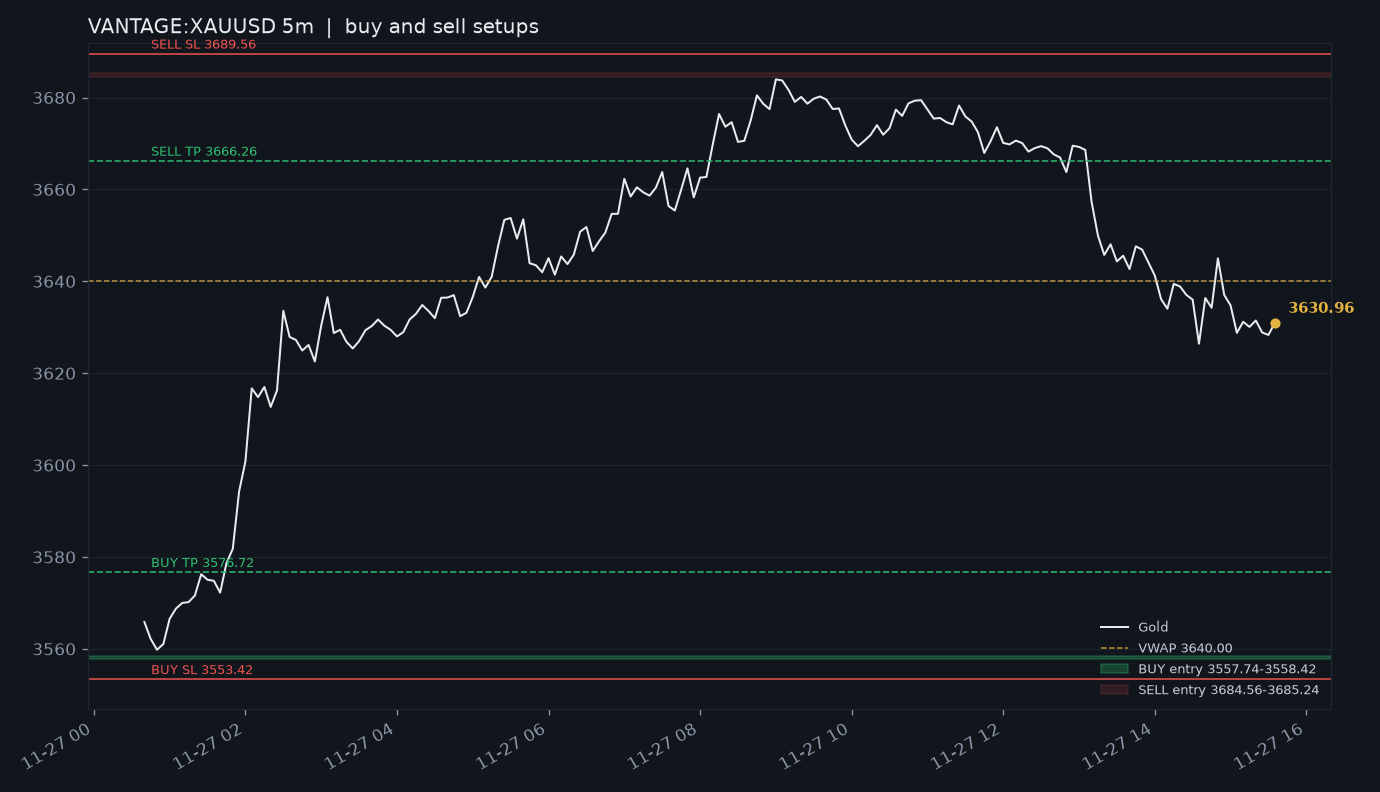 VANTAGE:XAUUSD 5m | buy and sell setups
SELL SL 3689.56
3680
SELL TP 3666.26
3660
3640
3630.96
3620
3600
3580
BUY TP 3576.72
3560
BUY SL 3553.42
Gold
VWAP 3640.00
BUY entry 3557.74-3558.42
SELL entry 3684.56-3685.24
11-27 00
11-27 02
11-27 04
11-27 06
11-27 08
11-27 10
11-27 12
11-27 14
11-27 16